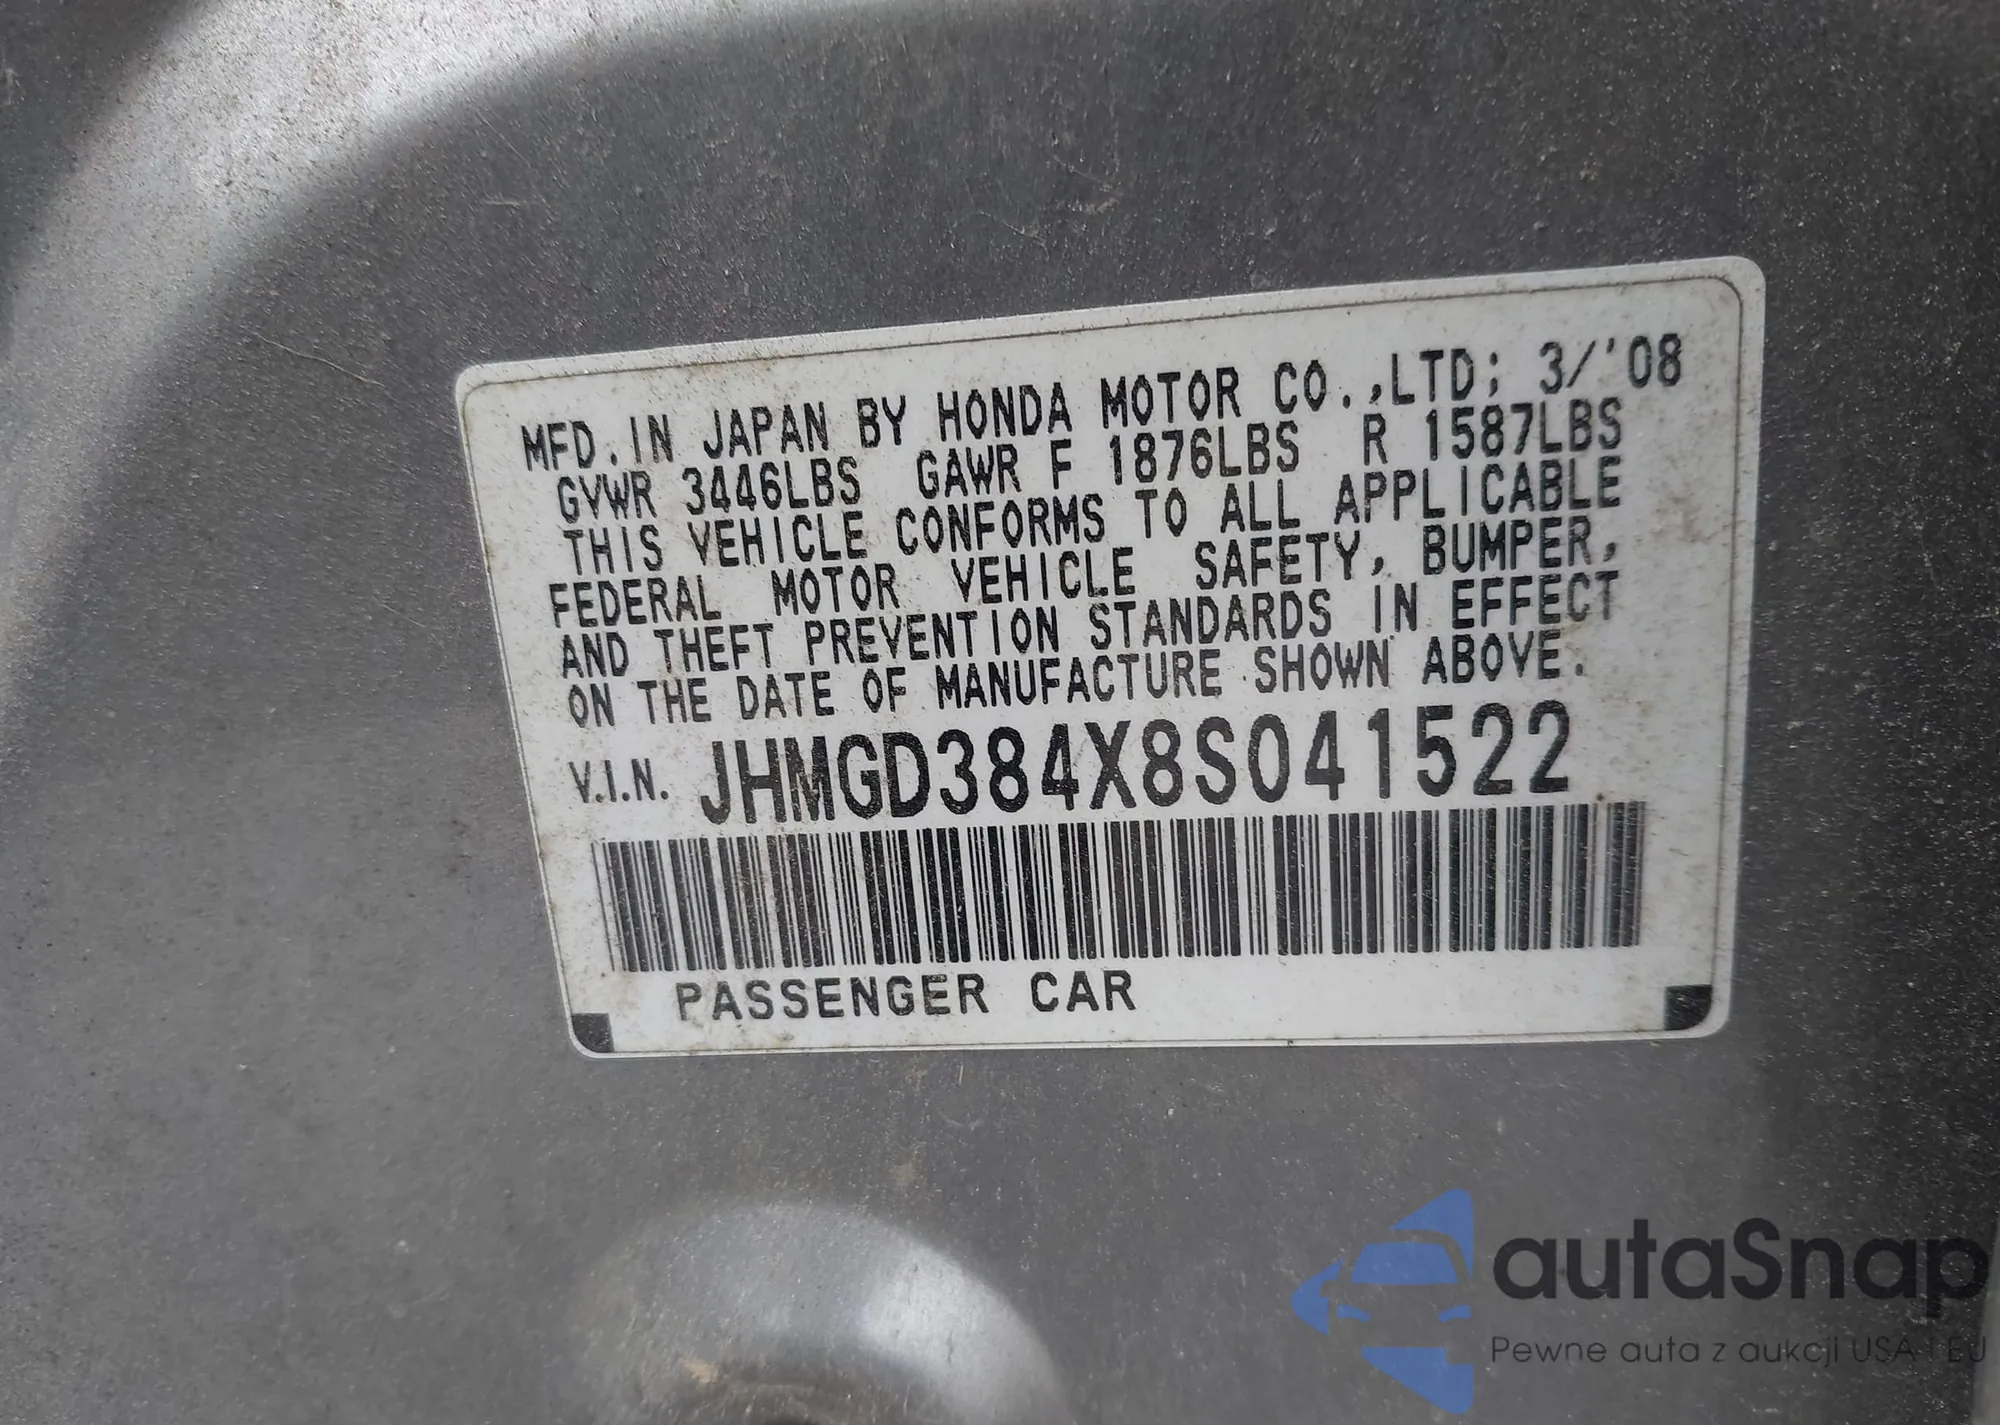 MFD.IN JAPAN BY HONDA MOTOR CO.,LTD; 3/'08
GVWR 3446LBS GAWR F 1876LBS R 1587LBS
THIS VEHICLE CONFORMS TO ALL APPLICABLE
FEDERAL MOTOR VEHICLE SAFETY, BUMPER,
AND THEFT PREVENTION STANDARDS IN EFFECT
ON THE DATE OF MANUFACTURE SHOWN ABOVE.
V.I.N. JHMGD384X8S041522
PASSENGER CAR
autaSnap
Pewne auta z aukcji USA i EU